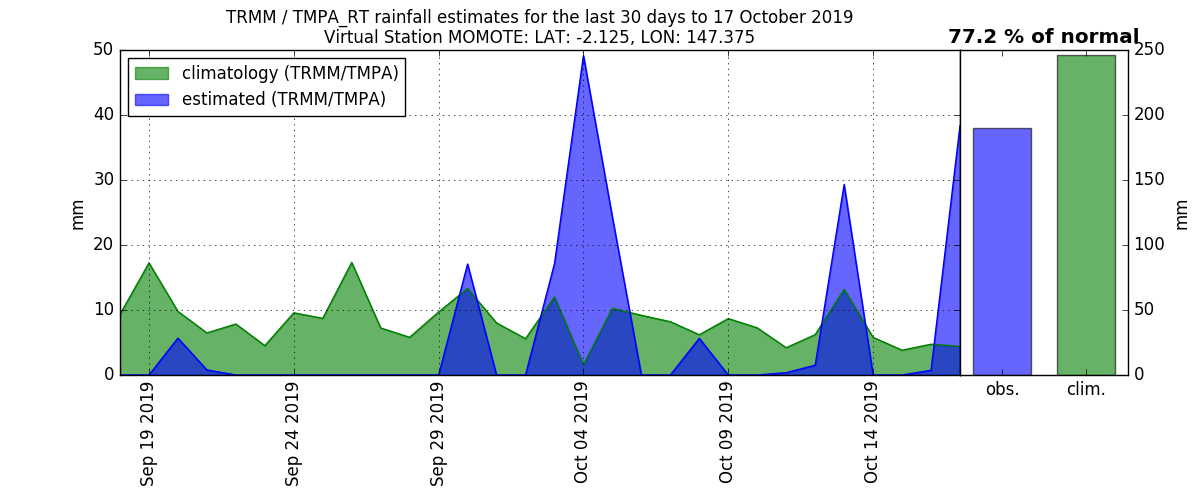 TRMM / TMPA_RT rainfall estimates for the last 30 days to 17 October 2019
Virtual Station MOMOTE: LAT: -2.125, LON: 147.375
77.2 % of normal
climatology (TRMM/TMPA)
estimated (TRMM/TMPA)
50
40
30
20
10
0
mm
250
200
150
100
50
0
mm
Sep 19 2019
Sep 24 2019
Sep 29 2019
Oct 04 2019
Oct 09 2019
Oct 14 2019
obs.
clim.